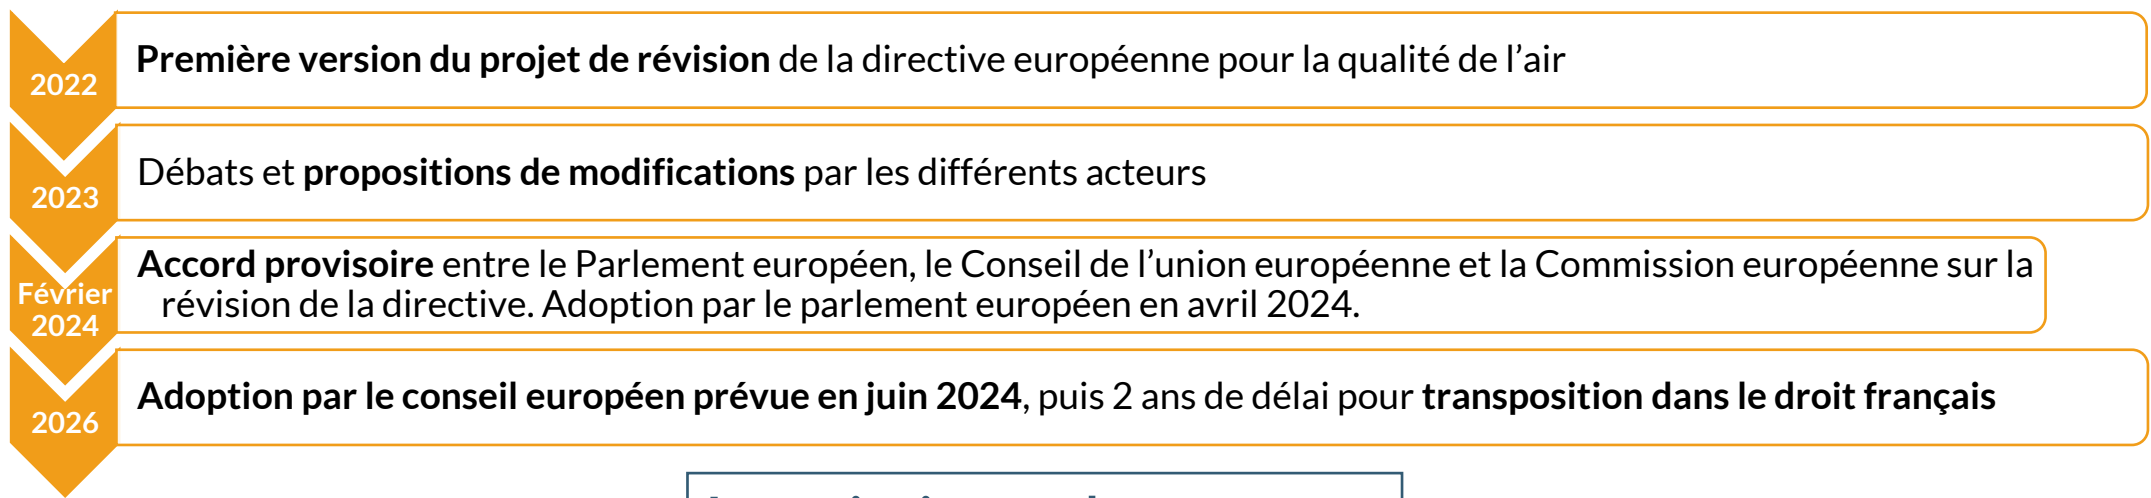 2022
Première version du projet de révision de la directive européenne pour la qualité de l’air
2023
Débats et propositions de modifications par les différents acteurs
Février
2024
Accord provisoire entre le Parlement européen, le Conseil de l’union européenne et la Commission européenne sur la
révision de la directive. Adoption par le parlement européen en avril 2024.
2026
Adoption par le conseil européen prévue en juin 2024, puis 2 ans de délai pour transposition dans le droit français